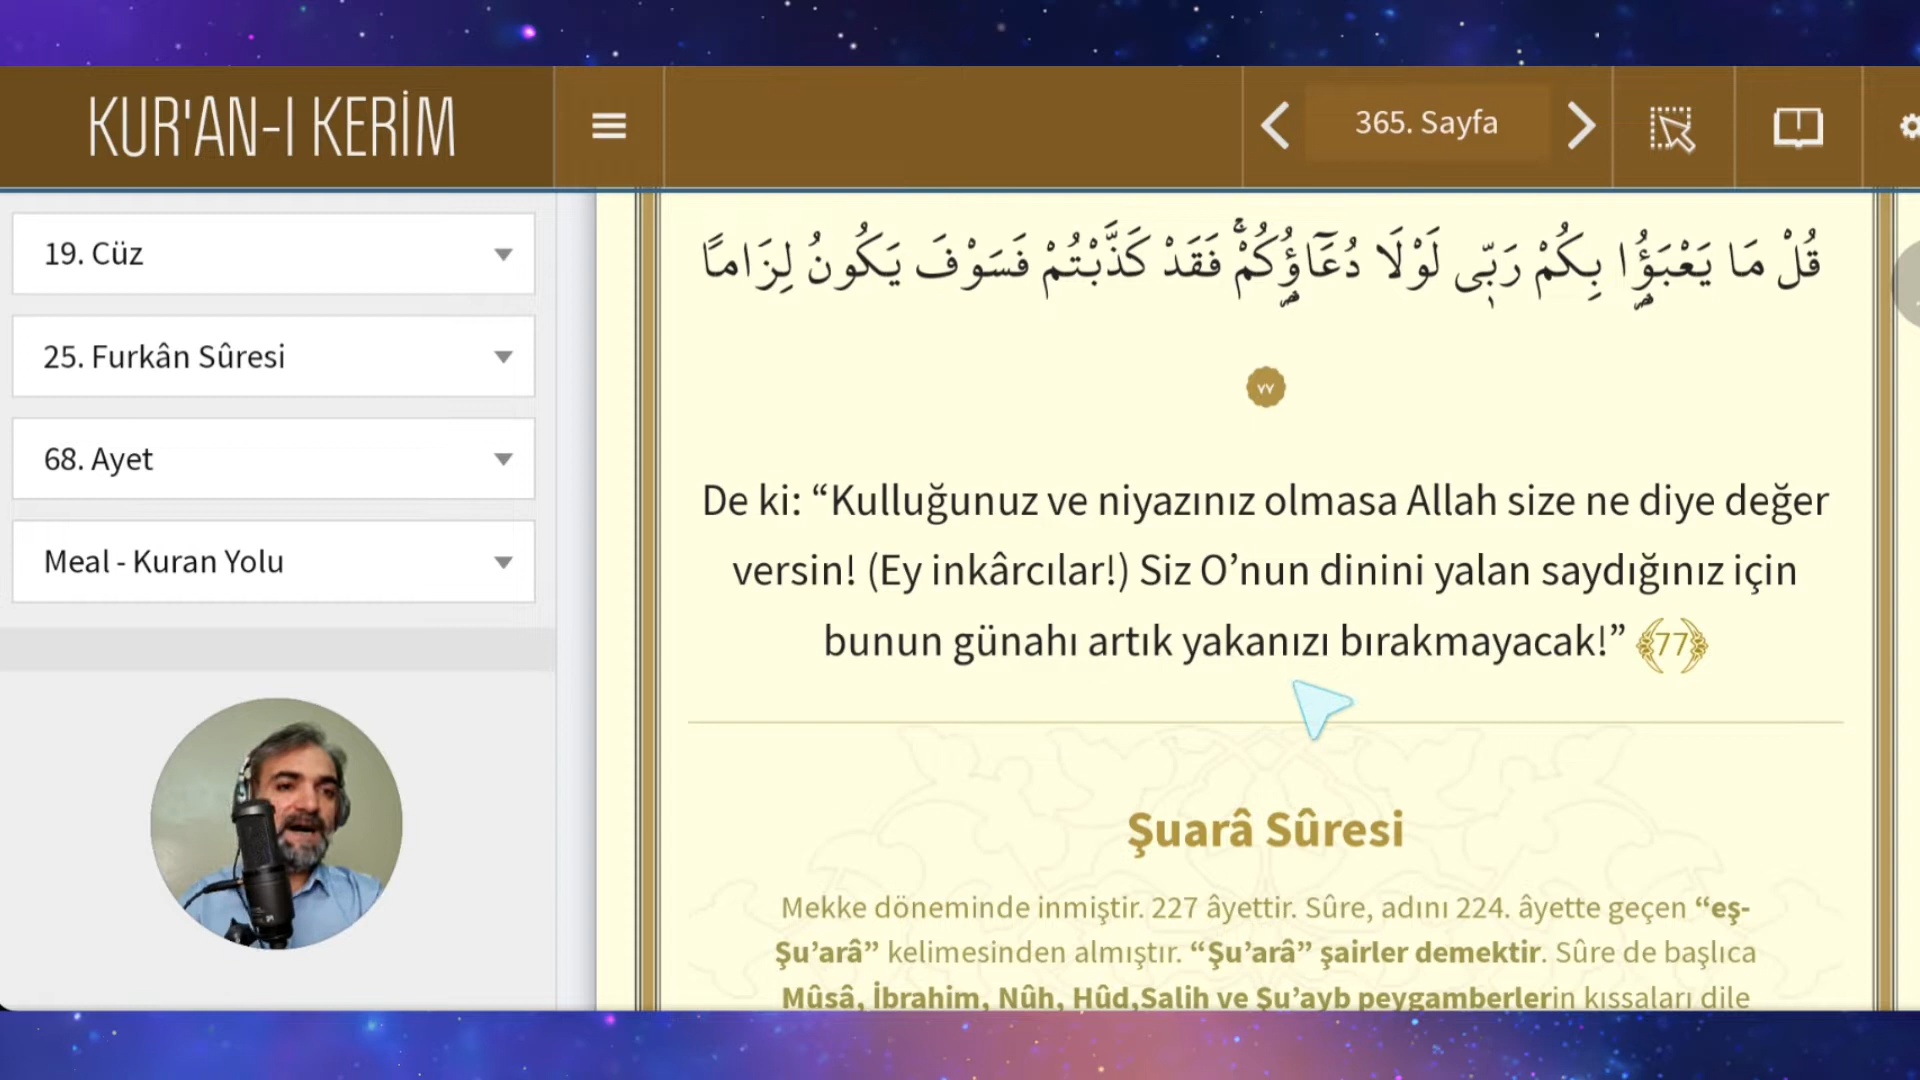 KUR'AN-I KERİM
365. Sayfa
19. Cüz
25. Furkân Sûresi
68. Ayet
Meal - Kuran Yolu
قُلْ مَا يَعْبَؤُ۬ا بِكُمْ رَبّ۪ى لَوْلَا دُعَٓاؤُ۬كُمْۚ فَقَدْ كَذَّبْتُمْ فَسَوْفَ يَكُونُ لِزَامًا
٧٧
De ki: “Kulluğunuz ve niyazınız olmasa Allah size ne diye değer
versin! (Ey inkârcılar!) Siz O’nun dinini yalan saydığınız için
bunun günahı artık yakanızı bırakmayacak!” ﴾77﴿
Şuarâ Sûresi
Mekke döneminde inmiştir. 227 âyettir. Sûre, adını 224. âyette geçen “eş-
Şu’arâ” kelimesinden almıştır. “Şu’arâ” şairler demektir. Sûre de başlıca
Mûsâ, İbrahim, Nûh, Hûd,Salih ve Şu’ayb peygamberlerin kıssaları dile